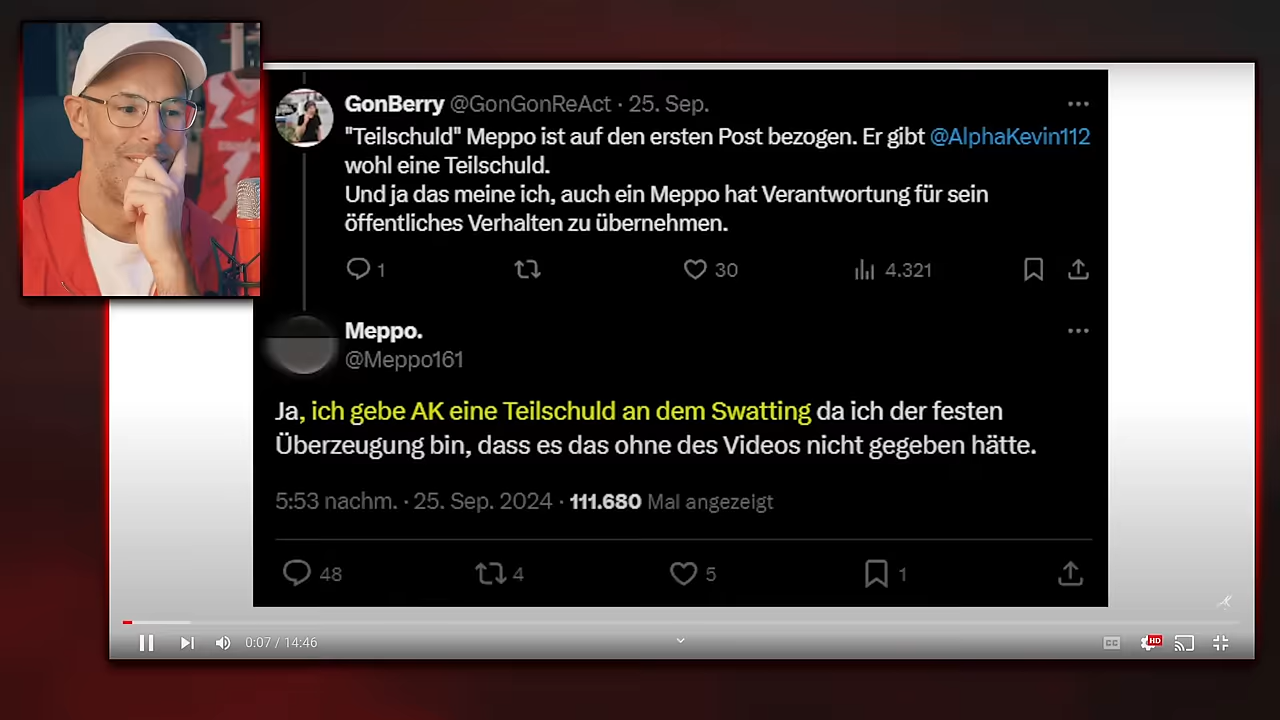 GonBerry @GonGonReAct · 25. Sep.
"Teilschuld" Meppo ist auf den ersten Post bezogen. Er gibt @AlphaKevin112
wohl eine Teilschuld.
Und ja das meine ich, auch ein Meppo hat Verantwortung für sein
öffentliches Verhalten zu übernehmen.
1 30 4.321
Meppo.
@Meppo161
Ja, ich gebe AK eine Teilschuld an dem Swatting da ich der festen
Überzeugung bin, dass es das ohne des Videos nicht gegeben hätte.
5:53 nachm. · 25. Sep. 2024 · 111.680 Mal angezeigt
48 4 5 1
0:07 / 14:46 CC HD